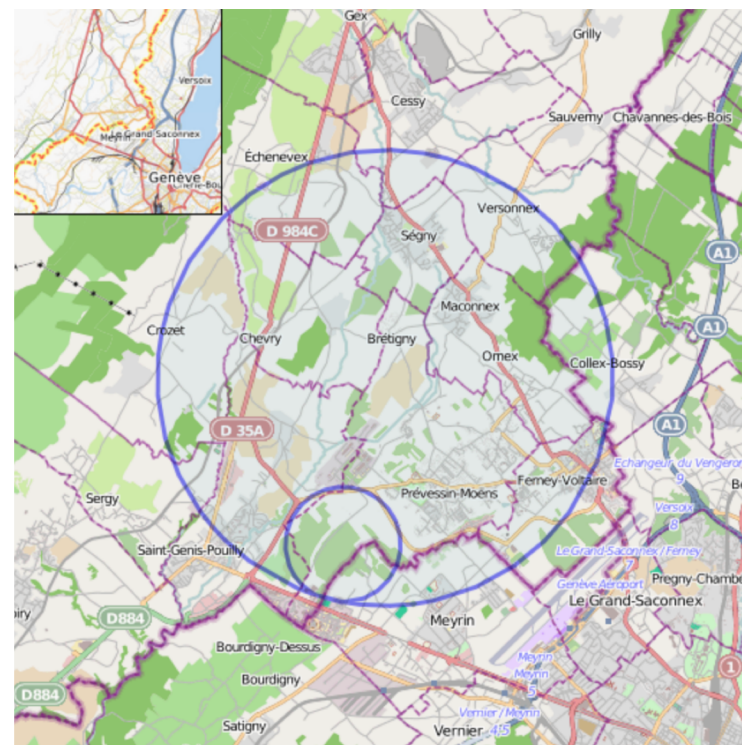 Gex
Grilly
Versoix
Cessy
Le Grand Saconnex
Meyrin
Sauverny
Chavannes-des-Bois
Échenevex
Genève
D 984C
Versonnex
Ségny
A1
Maconnex
Crozet
Chevry
Brétigny
A1
Ornex
Collex-Bossy
D 35A
A1
Echangeur du Vengeron
9
Ferney-Voltaire
Sergy
Prévessin-Moëns
Versoix
8
Saint-Genis-Pouilly
Le Grand-Saconnex / Ferney
7
Genève Aéroport
Pregny-Chambe
Le Grand-Saconnex
D884
Meyrin
Bourdigny-Dessus
Meyrin
Meyrin
5
1
Bourdigny
D884
Satigny
Vernier / Meyrin
Vernier
4,5